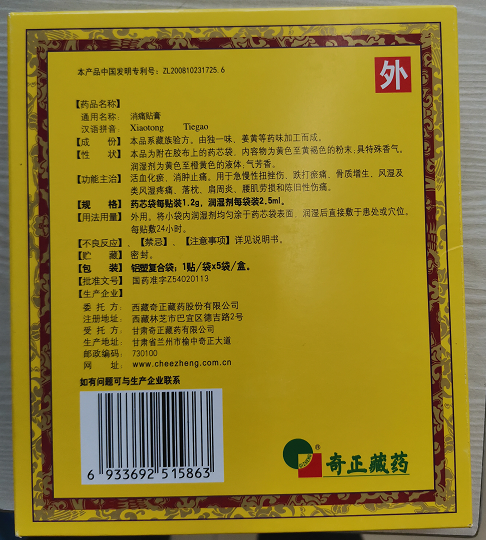 本产品中国发明专利号：ZL200810231725.6
外
【药品名称】
通用名称：消痛贴膏
汉语拼音：Xiaotong Tiegao
【成 份】本品系藏族验方。由独一味、姜黄等药味加工而成。
【性 状】本品为附在胶布上的药芯袋，内容物为黄色至黄褐色的粉末，具特殊香气。
润湿剂为黄色至橙黄色的液体，气芳香。
【功能主治】活血化瘀，消肿止痛。用于急慢性扭挫伤、跌打瘀痛、骨质增生、风湿及
类风湿疼痛、落枕、肩周炎、腰肌劳损和陈旧性伤痛。
【规 格】药芯袋每贴装1.2g，润湿剂每袋装2.5ml。
【用法用量】外用。将小袋内润湿剂均匀涂于药芯袋表面，润湿后直接敷于患处或穴位。
每贴敷24小时。
【不良反应】、【禁忌】、【注意事项】详见说明书。
【贮 藏】密封。
【包 装】铝塑复合袋；1贴/袋x5袋/盒。
【批准文号】国药准字Z54020113
【生产企业】
委 托 方：西藏奇正藏药股份有限公司
注册地址：西藏林芝市巴宜区德吉路2号
受 托 方：甘肃奇正藏药有限公司
生产地址：甘肃省兰州市榆中奇正大道
邮政编码：730100
网 址：www.cheezheng.com.cn
如有问题可与生产企业联系
6 933692 515863
®
奇正藏药